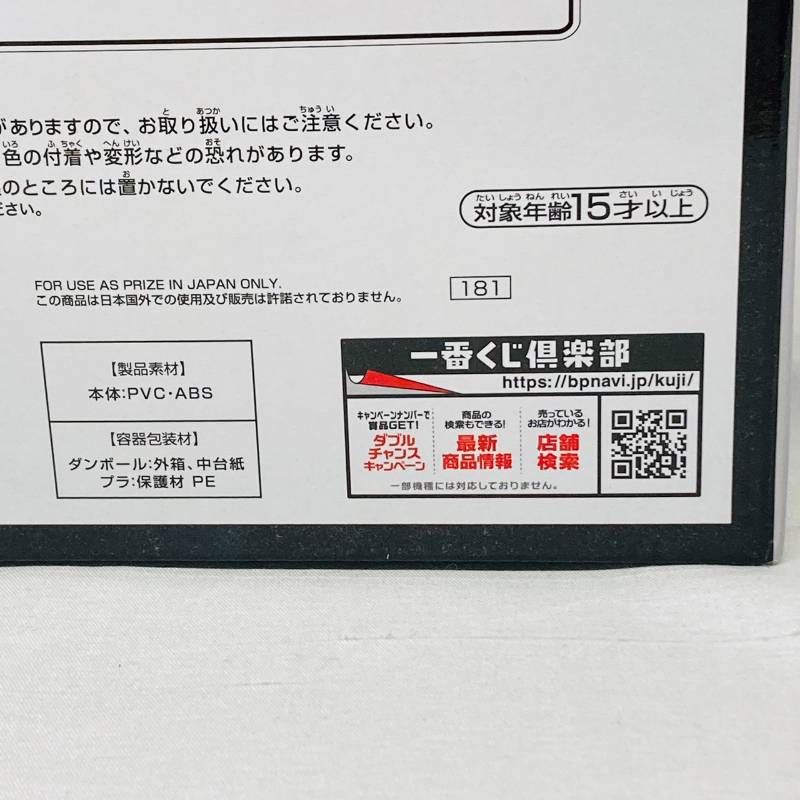 がありますので、お取り扱いにはご注意ください。
色の付着や変形などの恐れがあります。
のところには置かないでください。
ださい。
対象年齢15才以上
FOR USE AS PRIZE IN JAPAN ONLY.
この商品は日本国外での使用及び販売は許諾されておりません。
181
【製品素材】
本体:PVC・ABS
【容器包装材】
ダンボール:外箱、中台紙
プラ:保護材 PE
一番くじ倶楽部
https://bpnavi.jp/kuji/
キャンペーンナンバーで
賞品GET!
ダブル
チャンス
キャンペーン
商品の
検索もできる!
最新
商品情報
売っている
お店がわかる!
店舗
検索
一部機種には対応しておりません。